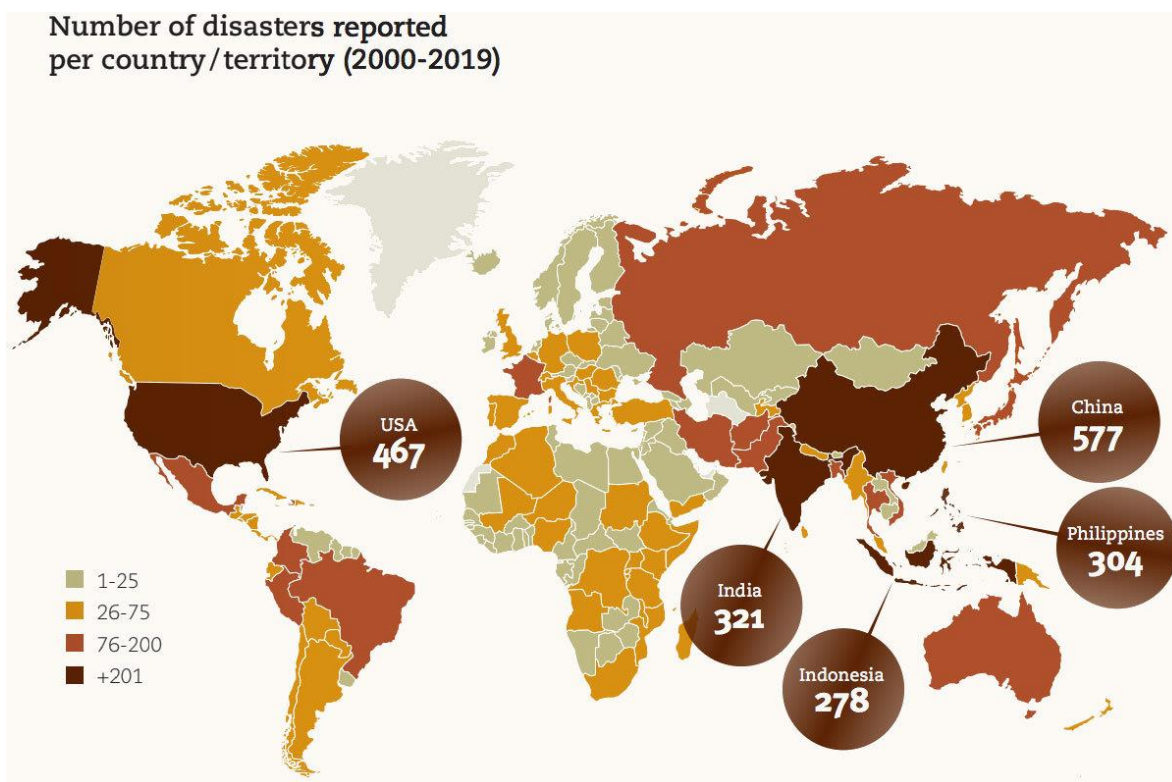 Number of disasters reported
per country/territory (2000-2019)
USA
467
China
577
Philippines
304
India
321
Indonesia
278
1-25
26-75
76-200
+201